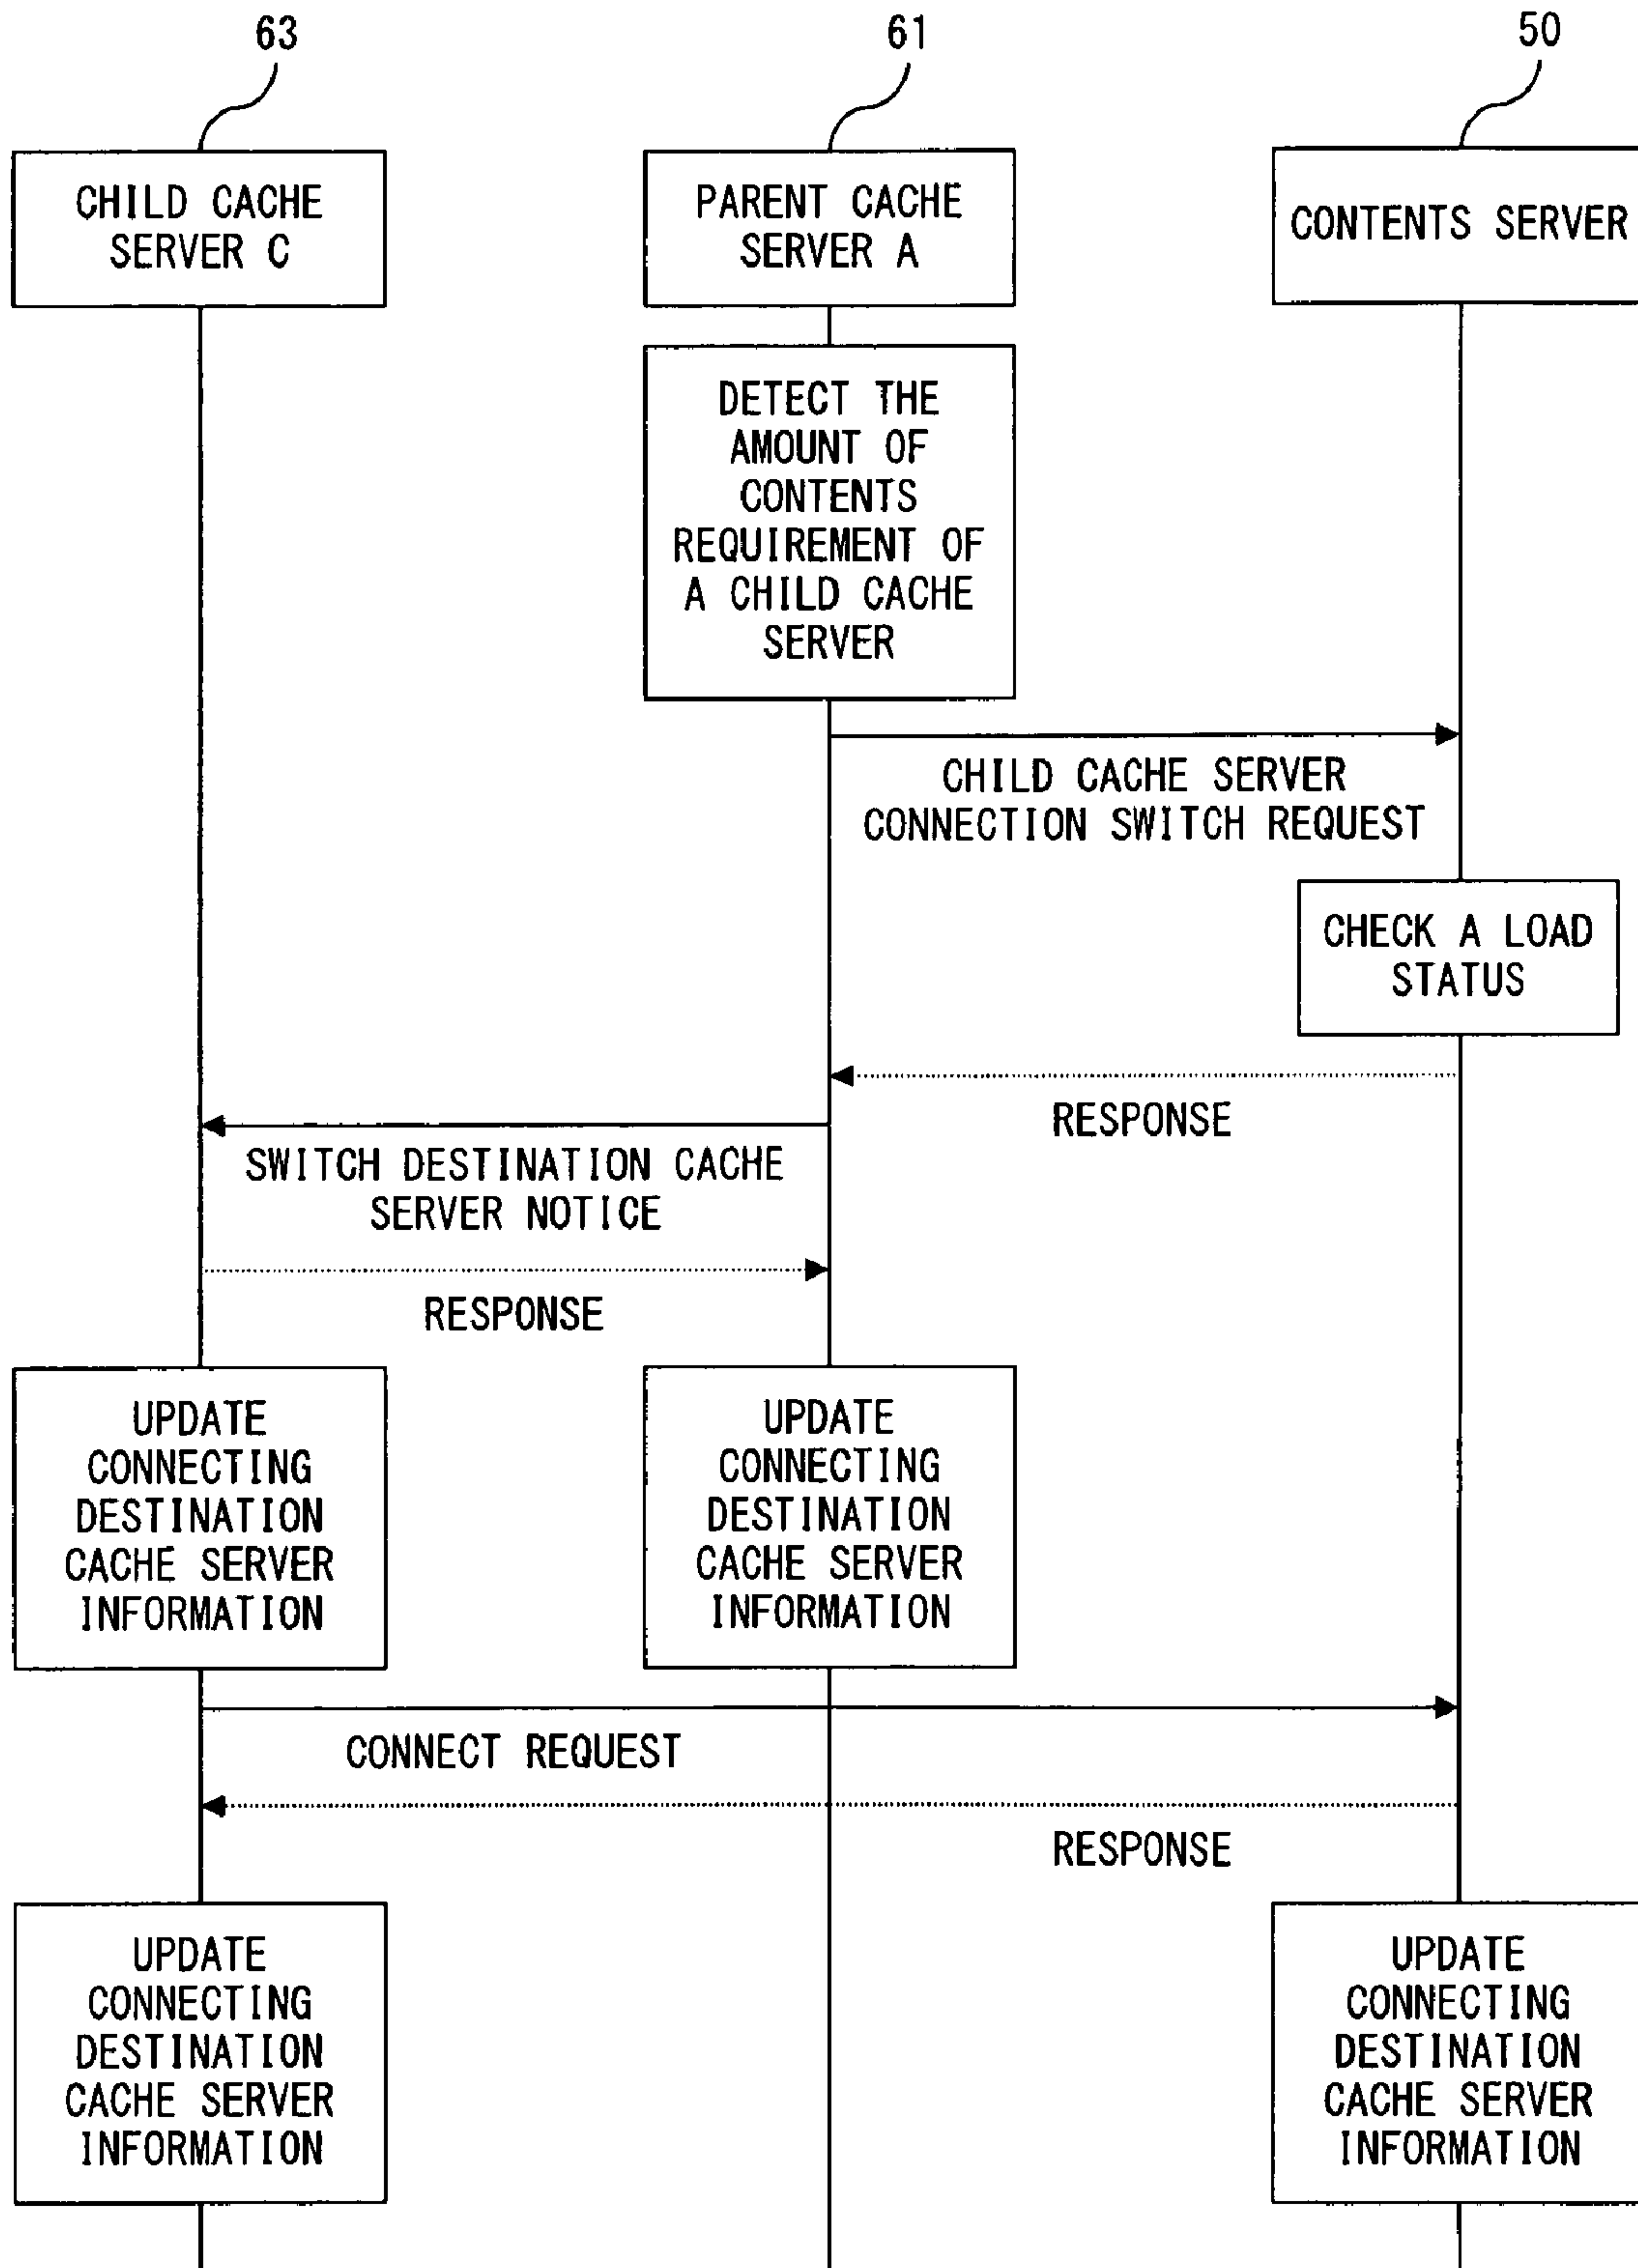 63
61
50
CHILD CACHE
SERVER C
PARENT CACHE
SERVER A
CONTENTS SERVER
DETECT THE
AMOUNT OF
CONTENTS
REQUIREMENT OF
A CHILD CACHE
SERVER
CHILD CACHE SERVER
CONNECTION SWITCH REQUEST
CHECK A LOAD
STATUS
RESPONSE
SWITCH DESTINATION CACHE
SERVER NOTICE
RESPONSE
UPDATE
CONNECTING
DESTINATION
CACHE SERVER
INFORMATION
UPDATE
CONNECTING
DESTINATION
CACHE SERVER
INFORMATION
CONNECT REQUEST
RESPONSE
UPDATE
CONNECTING
DESTINATION
CACHE SERVER
INFORMATION
UPDATE
CONNECTING
DESTINATION
CACHE SERVER
INFORMATION